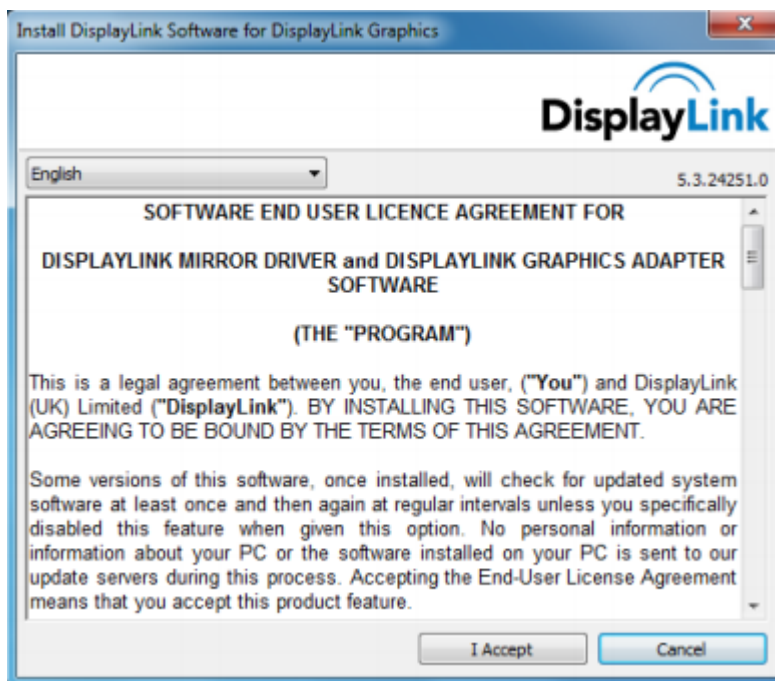 Install DisplayLink Software for DisplayLink Graphics
DisplayLink
English
5.3.24251.0
SOFTWARE END USER LICENCE AGREEMENT FOR
DISPLAYLINK MIRROR DRIVER and DISPLAYLINK GRAPHICS ADAPTER
SOFTWARE
(THE "PROGRAM")
This is a legal agreement between you, the end user, ("You") and DisplayLink
(UK) Limited ("DisplayLink"). BY INSTALLING THIS SOFTWARE, YOU ARE
AGREEING TO BE BOUND BY THE TERMS OF THIS AGREEMENT.
Some versions of this software, once installed, will check for updated system
software at least once and then again at regular intervals unless you specifically
disabled this feature when given this option. No personal information or
information about your PC or the software installed on your PC is sent to our
update servers during this process. Accepting the End-User License Agreement
means that you accept this product feature.
I Accept
Cancel